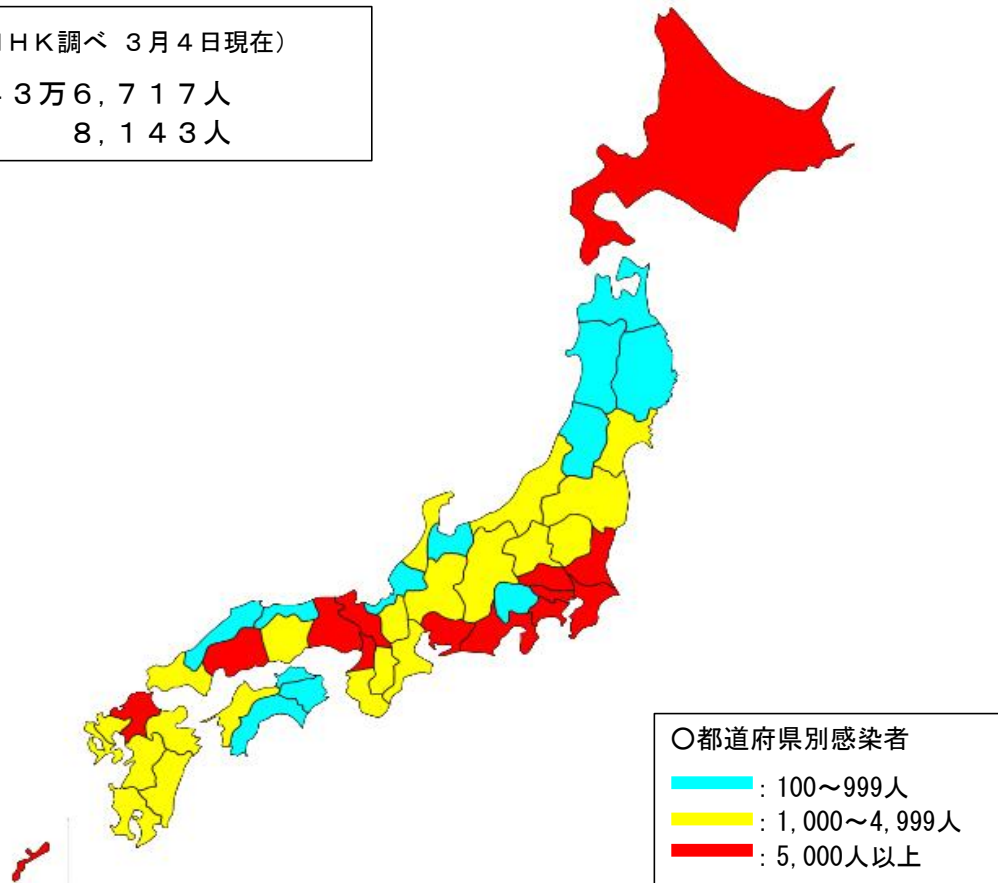 ＨＫ調べ ３月４日現在）
３万６,７１７人
８,１４３人
○都道府県別感染者
：100～999人
：1,000～4,999人
：5,000人以上